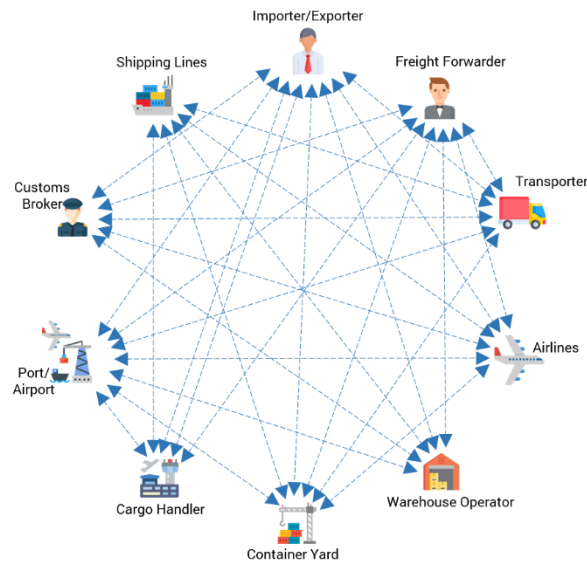 Importer/Exporter
Shipping Lines
Freight Forwarder
Customs
Broker
Transporter
Port/
Airport
Airlines
Cargo Handler
Warehouse Operator
Container Yard